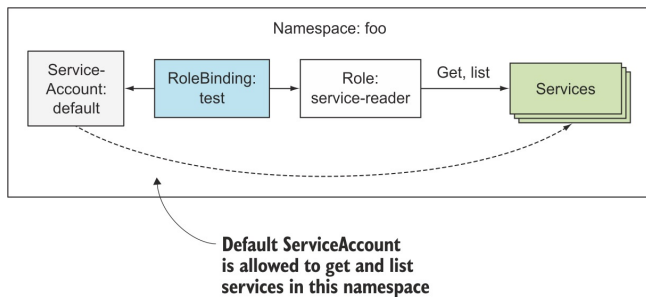 Namespace: foo
Service-
Account:
default
RoleBinding:
test
Role:
service-reader
Get, list
Services
Default ServiceAccount
is allowed to get and list
services in this namespace